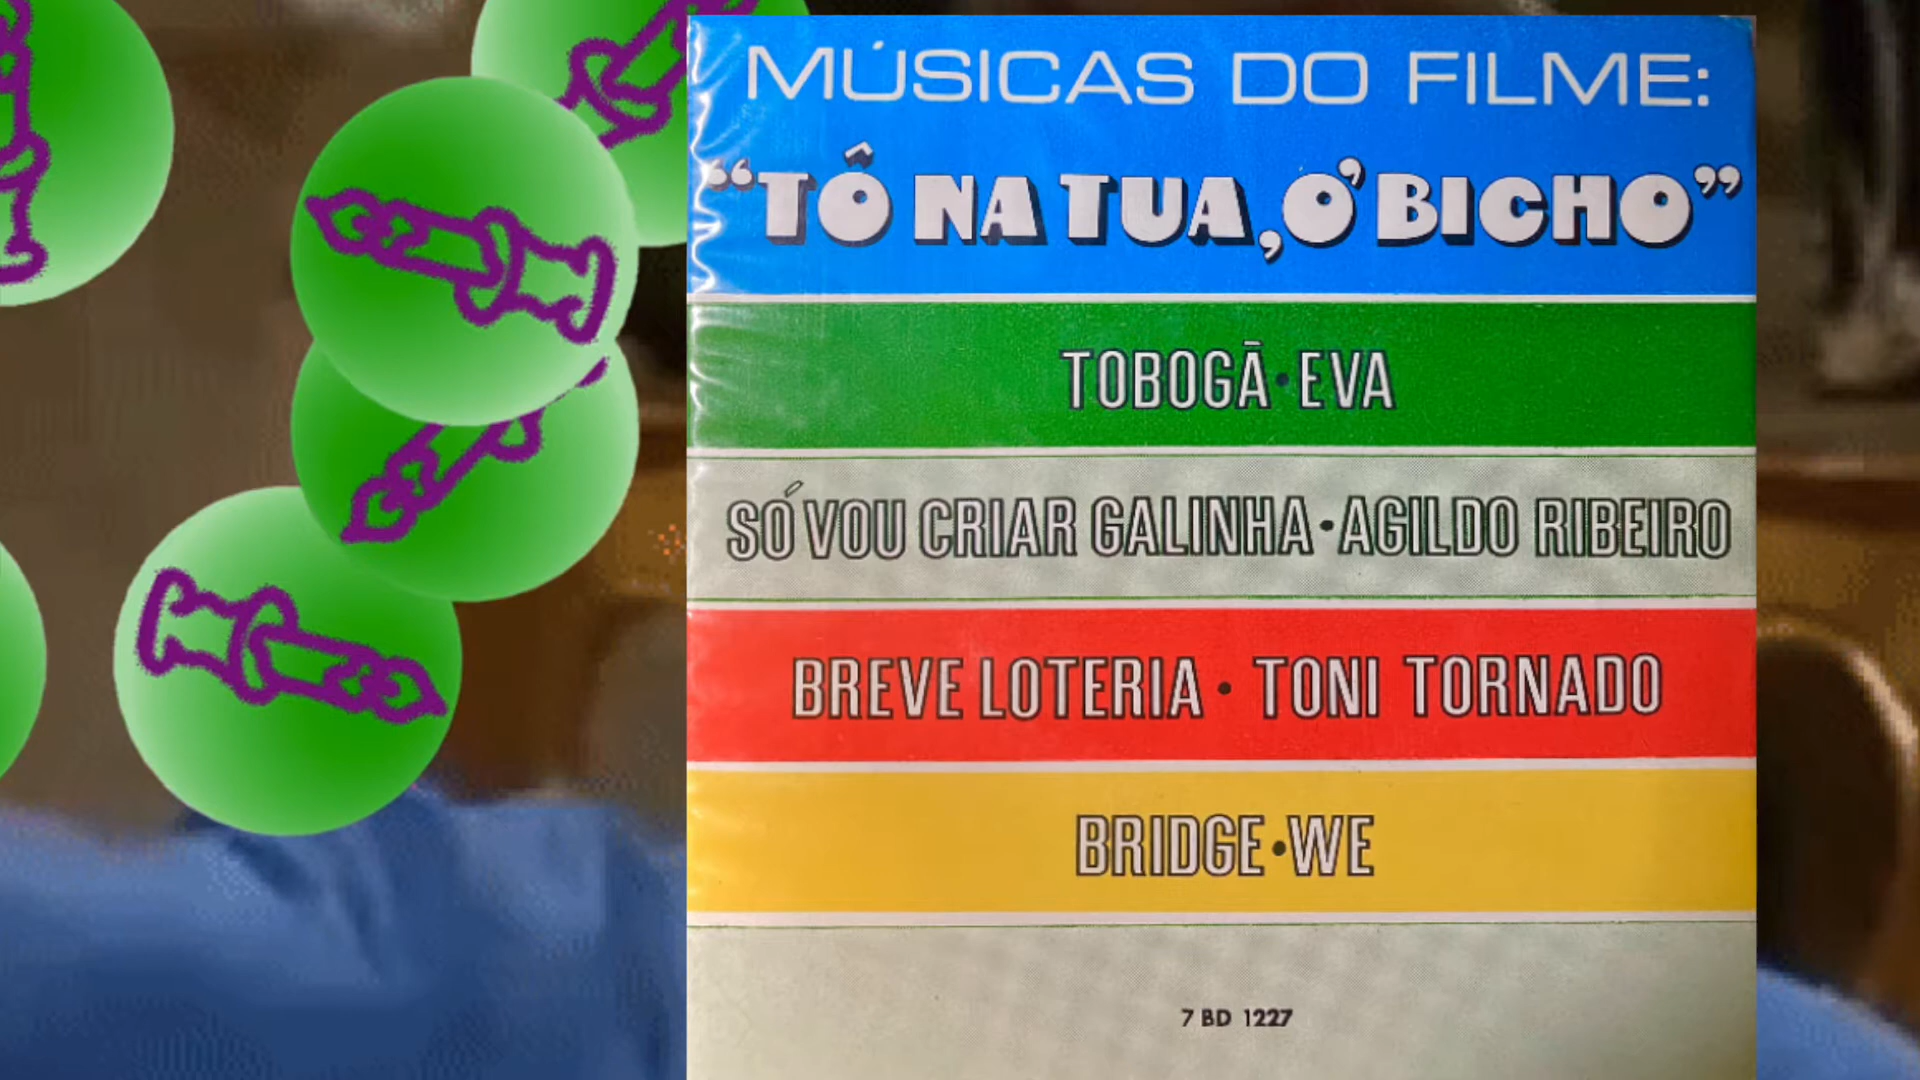 MÚSICAS DO FILME:
“TÔ NA TUA, Ó BICHO”
TOBOGÃ • EVA
SÓ VOU CRIAR GALINHA • AGILDO RIBEIRO
BREVE LOTERIA • TONI TORNADO
BRIDGE • WE
7 BD 1227